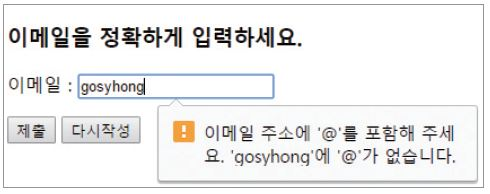 이메일을 정확하게 입력하세요.
이메일 : gosyhong
제출 다시작성
이메일 주소에 '@'를 포함해 주세
요. 'gosyhong'에 '@'가 없습니다.